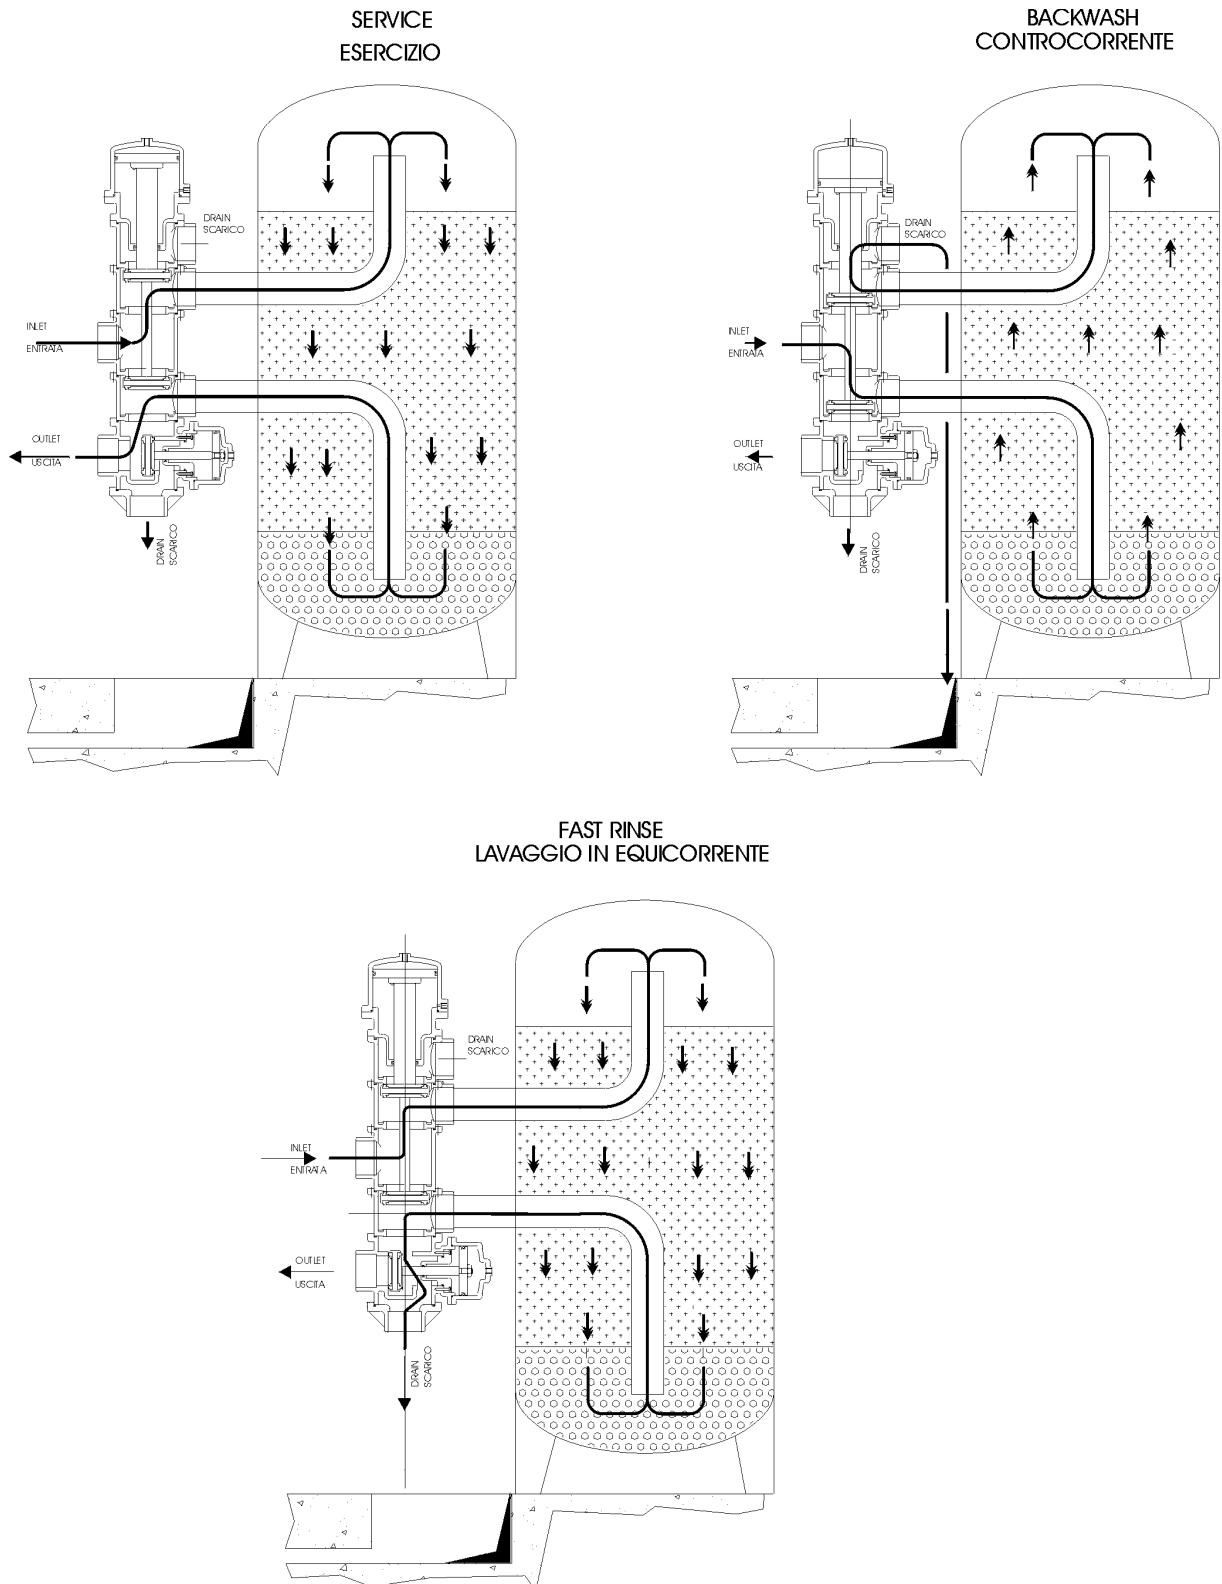 SERVICE
ESERCIZIO
DRAIN
SCARICO
INLET
ENTRATA
OUTLET
USCITA
DRAIN
SCARICO
BACKWASH
CONTROCORRENTE
DRAIN
SCARICO
INLET
ENTRATA
OUTLET
USCITA
DRAIN
SCARICO
FAST RINSE
LAVAGGIO IN EQUICORRENTE
DRAIN
SCARICO
INLET
ENTRATA
OUTLET
USCITA
DRAIN
SCARICO